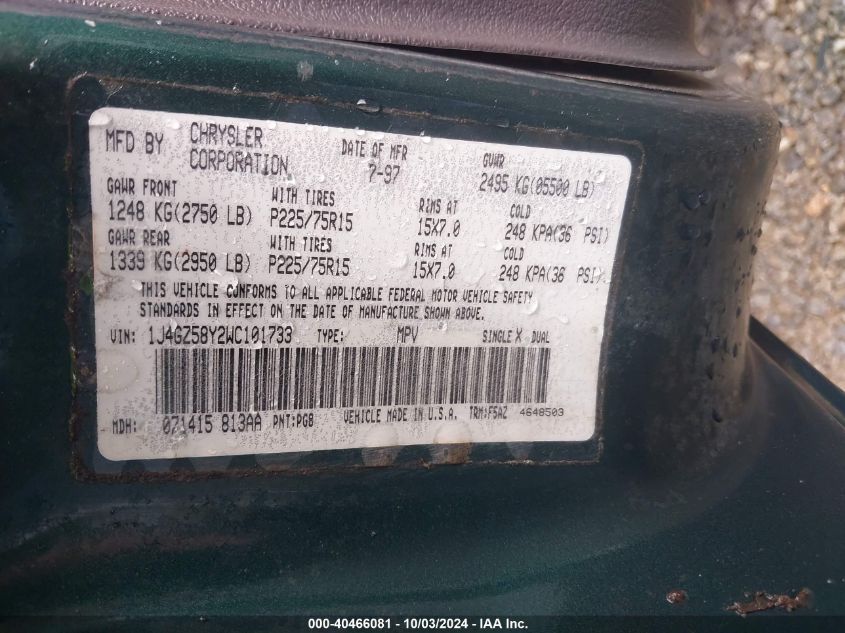 MFD BY CHRYSLER CORPORATION DATE OF MFR 7-97 GVWR 2495 KG(05500 LB)
GAWR FRONT WITH TIRES RIMS AT COLD
1248 KG(2750 LB) P225/75R15 15X7.0 248 KPA(36 PSI)
GAWR REAR WITH TIRES RIMS AT COLD
1339 KG(2950 LB) P225/75R15 15X7.0 248 KPA(36 PSI)
THIS VEHICLE CONFORMS TO ALL APPLICABLE FEDERAL MOTOR VEHICLE SAFETY
STANDARDS IN EFFECT ON THE DATE OF MANUFACTURE SHOWN ABOVE.
VIN: 1J4GZ58Y2WC101733 TYPE: MPV SINGLE X DUAL
MDH: 071415 813AA PNT:PG8 VEHICLE MADE IN U.S.A. TRM:F5AZ 4648503
000-40466081 - 10/03/2024 - IAA Inc.